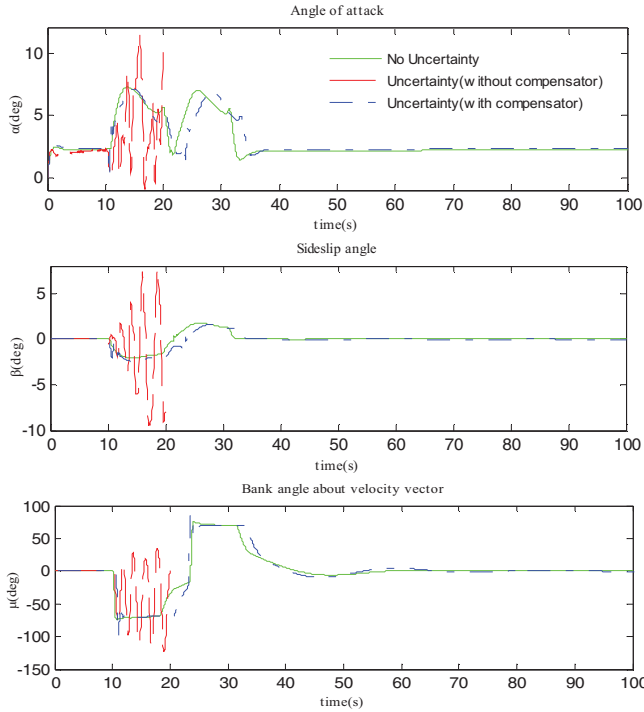 Angle of attack
10
5
0
α(deg)
No Uncertainty
Uncertainty(without compensator)
Uncertainty(with compensator)
0 10 20 30 40 50 60 70 80 90 100
time(s)
Sideslip angle
5
0
-5
-10
β(deg)
0 10 20 30 40 50 60 70 80 90 100
time(s)
Bank angle about velocity vector
100
50
0
-50
-100
-150
μ(deg)
0 10 20 30 40 50 60 70 80 90 100
time(s)